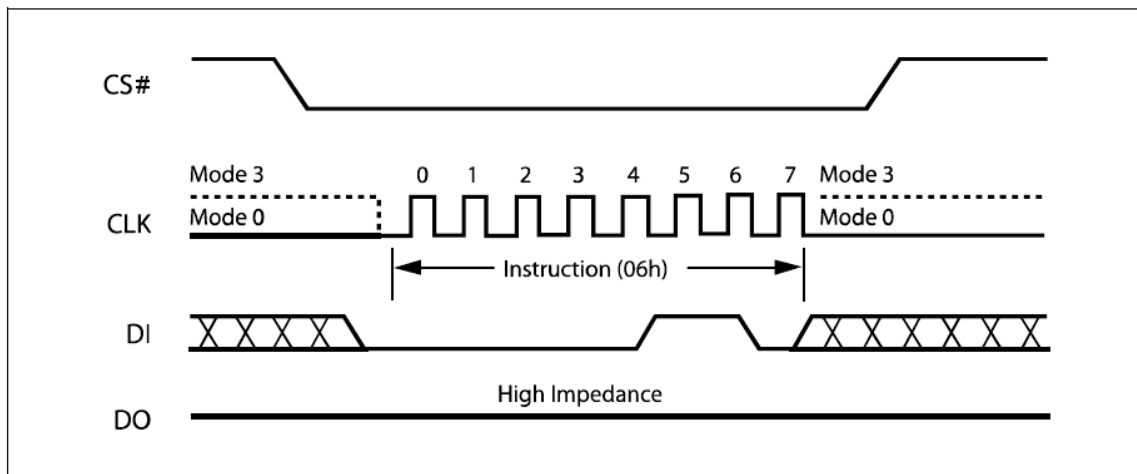 CS#
Mode 3 0 1 2 3 4 5 6 7 Mode 3
CLK Mode 0 Mode 0
Instruction (06h)
DI
High Impedance
DO